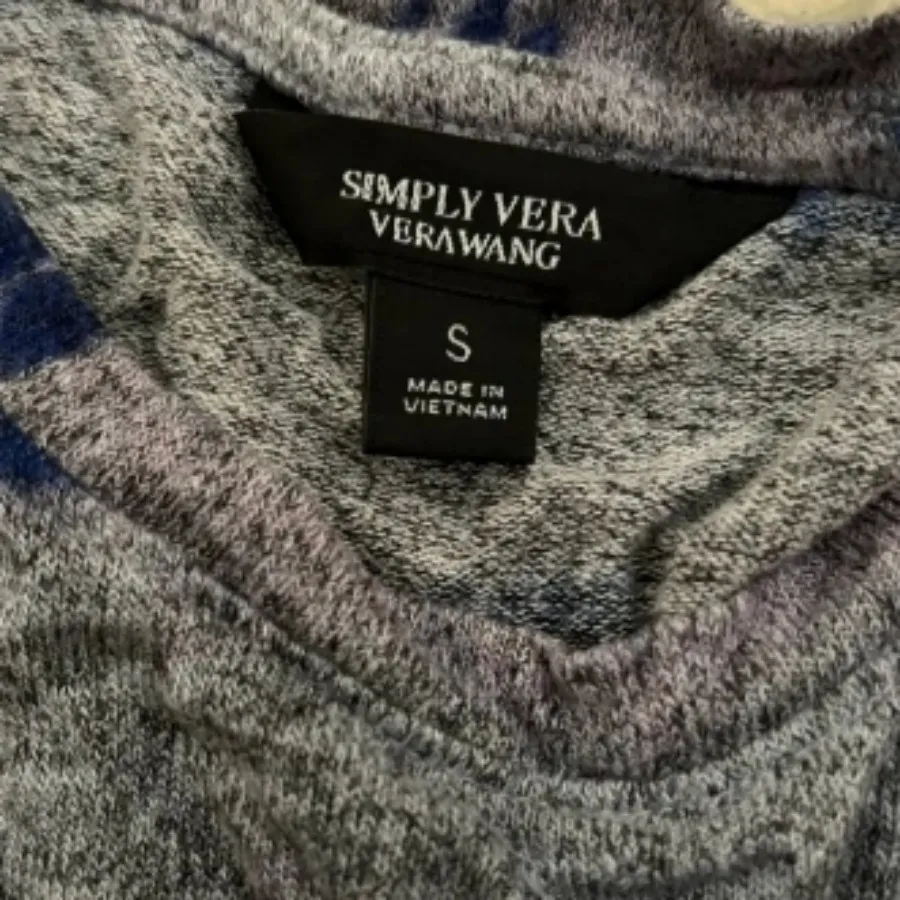 SIMPLY VERA
VERA WANG
S
MADE IN
VIETNAM